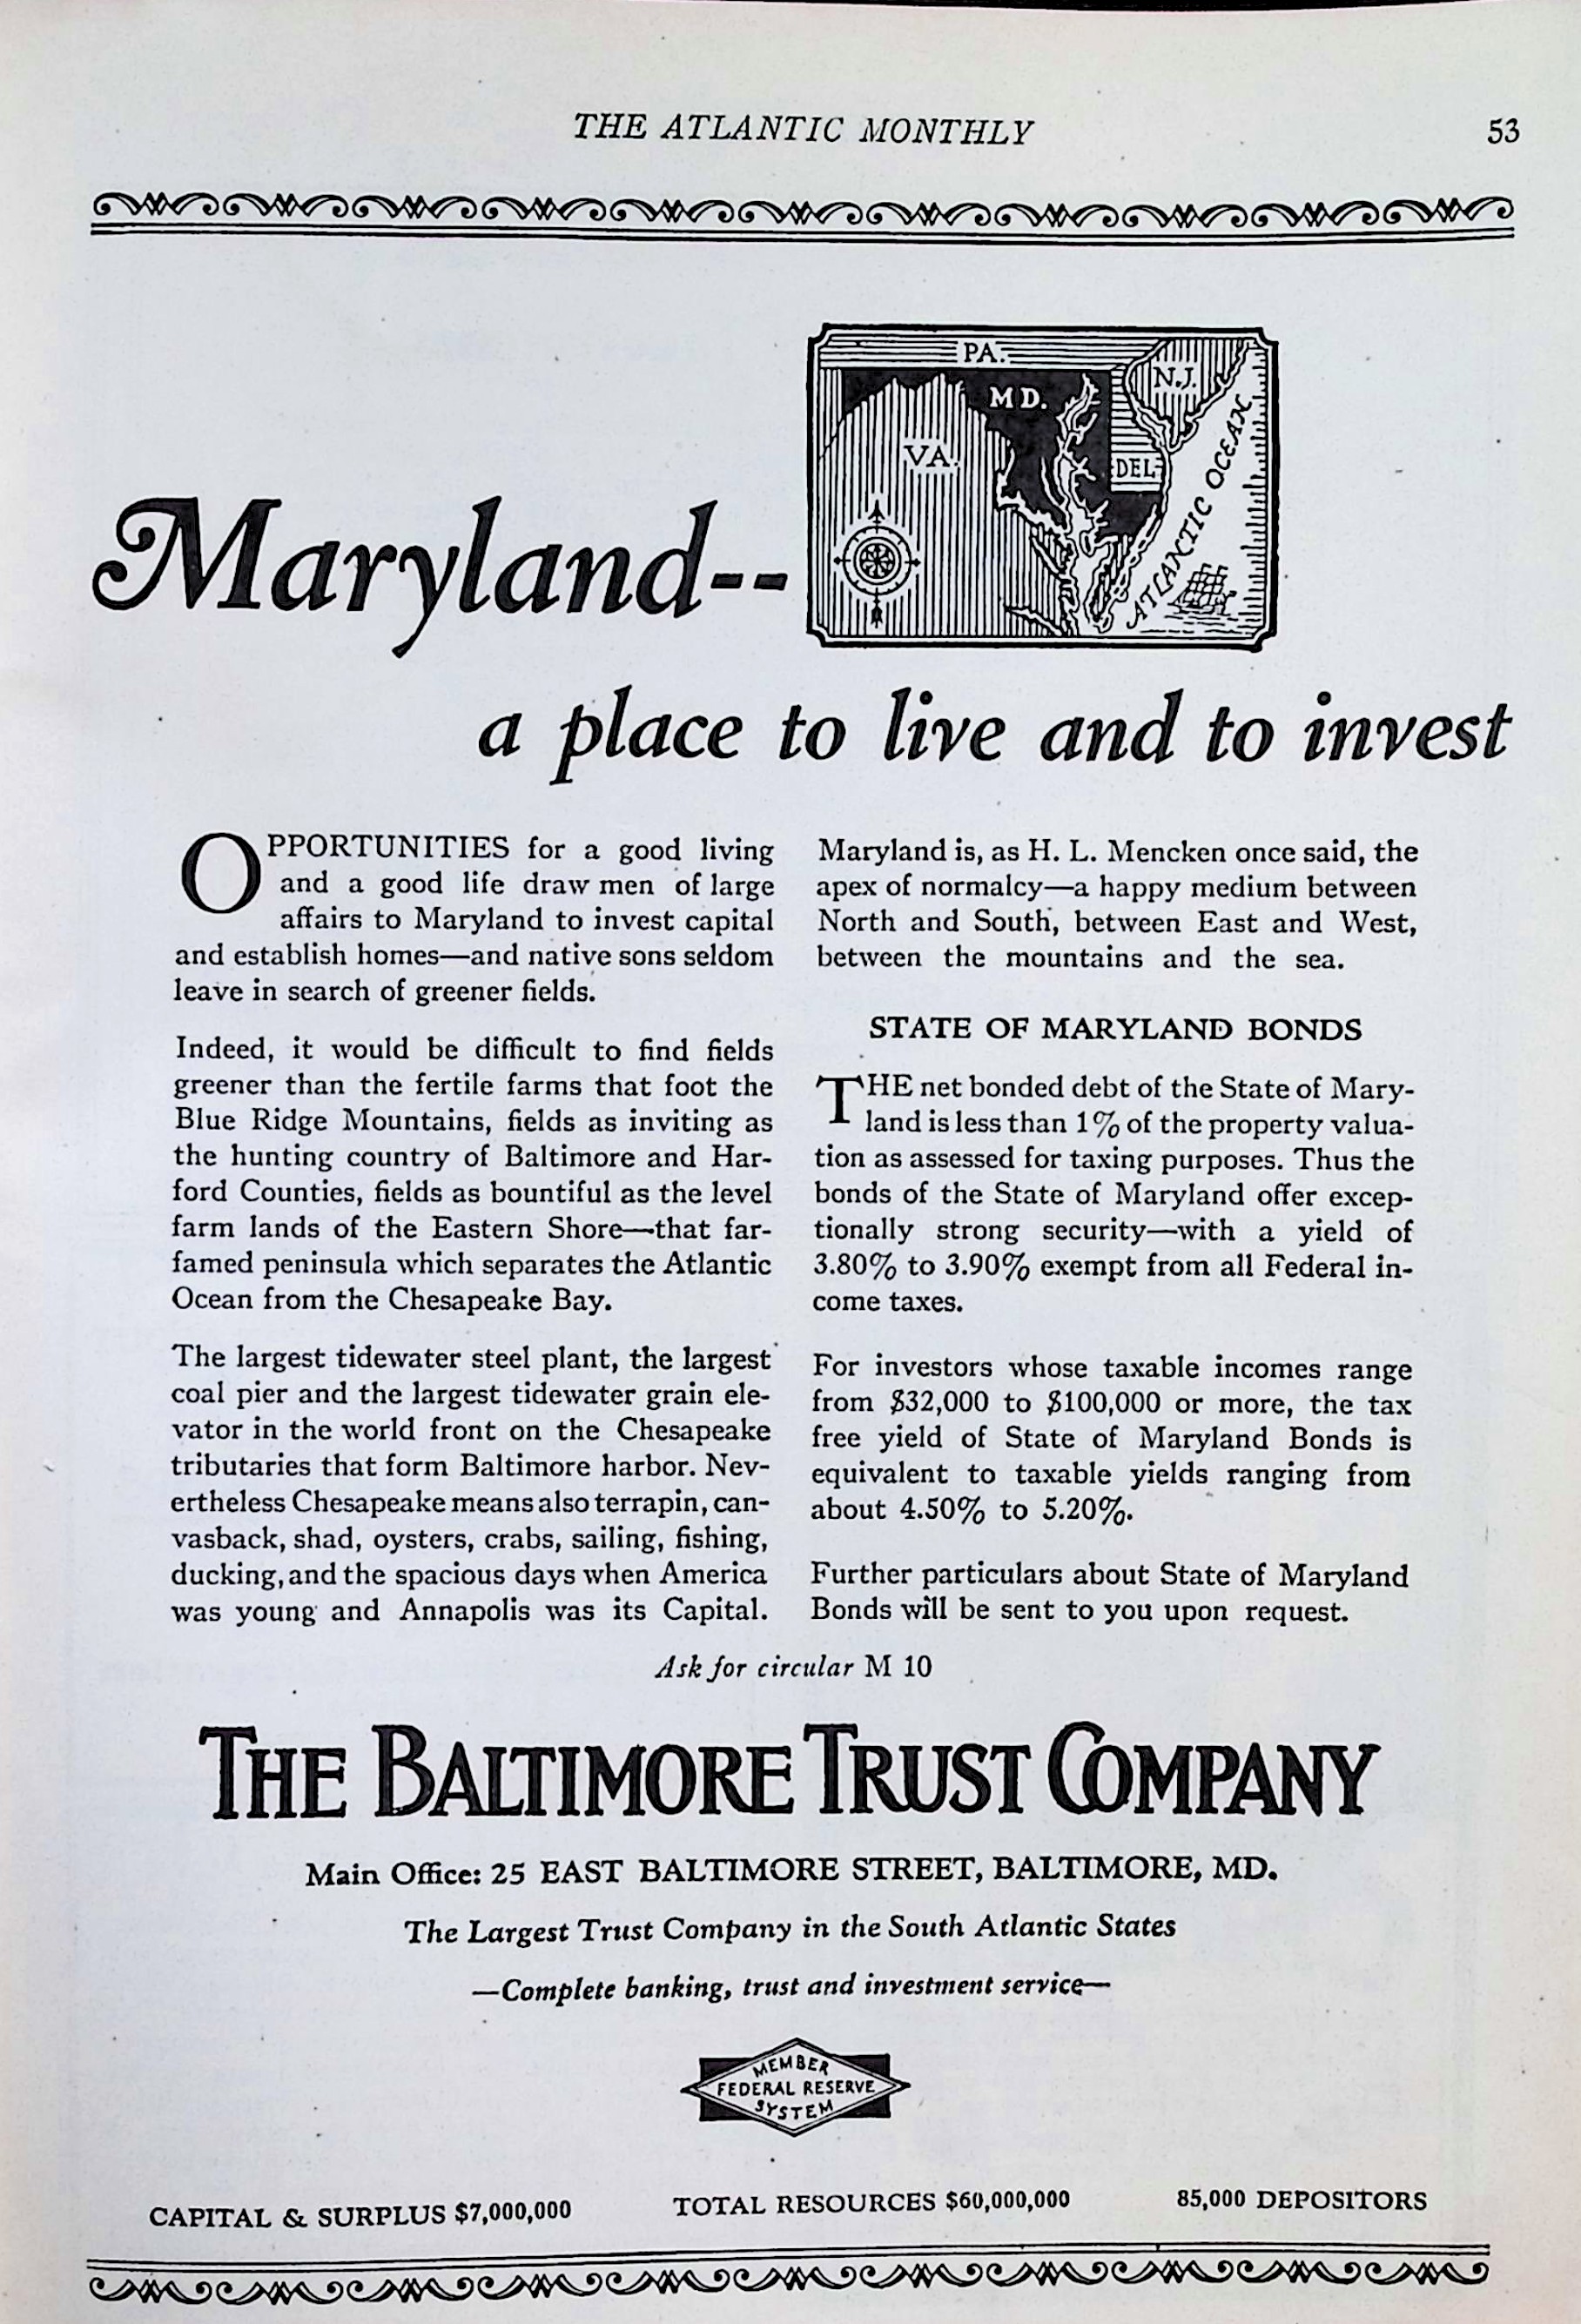 THE ATLANTIC MONTHLY
53
PA.
N.J.
MD.
VA.
DEL
ATLANTIC OCEAN
Maryland--
a place to live and to invest
OPPORTUNITIES for a good living
and a good life draw men of large
affairs to Maryland to invest capital
and establish homes—and native sons seldom
leave in search of greener fields.
Indeed, it would be difficult to find fields
greener than the fertile farms that foot the
Blue Ridge Mountains, fields as inviting as
the hunting country of Baltimore and Har-
ford Counties, fields as bountiful as the level
farm lands of the Eastern Shore—that far-
famed peninsula which separates the Atlantic
Ocean from the Chesapeake Bay.
The largest tidewater steel plant, the largest
coal pier and the largest tidewater grain ele-
vator in the world front on the Chesapeake
tributaries that form Baltimore harbor. Nev-
ertheless Chesapeake means also terrapin, can-
vasback, shad, oysters, crabs, sailing, fishing,
ducking, and the spacious days when America
was young and Annapolis was its Capital.
Maryland is, as H. L. Mencken once said, the
apex of normalcy—a happy medium between
North and South, between East and West,
between the mountains and the sea.
STATE OF MARYLAND BONDS
THE net bonded debt of the State of Mary-
land is less than 1% of the property valua-
tion as assessed for taxing purposes. Thus the
bonds of the State of Maryland offer excep-
tionally strong security—with a yield of
3.80% to 3.90% exempt from all Federal in-
come taxes.
For investors whose taxable incomes range
from $32,000 to $100,000 or more, the tax
free yield of State of Maryland Bonds is
equivalent to taxable yields ranging from
about 4.50% to 5.20%.
Further particulars about State of Maryland
Bonds will be sent to you upon request.
Ask for circular M 10
THE BALTIMORE TRUST COMPANY
Main Office: 25 EAST BALTIMORE STREET, BALTIMORE, MD.
The Largest Trust Company in the South Atlantic States
—Complete banking, trust and investment service—
MEMBER
FEDERAL RESERVE
SYSTEM
CAPITAL & SURPLUS $7,000,000
TOTAL RESOURCES $60,000,000
85,000 DEPOSITORS